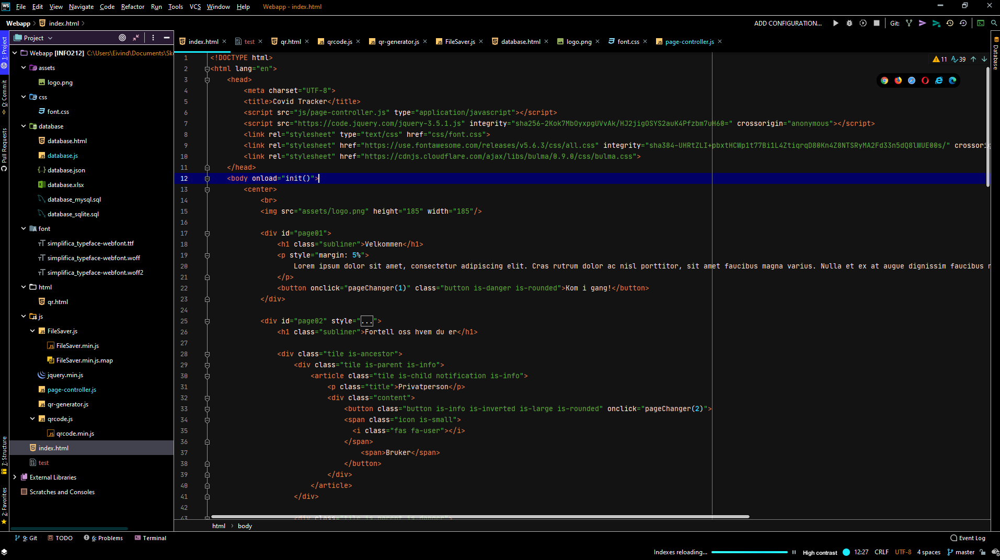 WS File Edit View Navigate Code Refactor Run Tools VCS Window Help Webapp - index.html
Webapp index.html ADD CONFIGURATION... Git:
Project
index.html test qr.html qrcode.js qr-generator.js FileSaver.js database.html logo.png font.css page-controller.js
1: Project
0: Commit
Pull Requests
7: Structure
2: Favorites
Database
Webapp [INFO212] C:\Users\Eivind\Documents\Sk
assets
logo.png
css
font.css
database
database.html
database.js
database.json
database.xlsx
database_mysql.sql
database_sqlite.sql
font
simplifica_typeface-webfont.ttf
simplifica_typeface-webfont.woff
simplifica_typeface-webfont.woff2
html
qr.html
js
FileSaver.js
FileSaver.min.js
FileSaver.min.js.map
jquery.min.js
page-controller.js
qr-generator.js
qrcode.js
qrcode.min.js
index.html
test
External Libraries
Scratches and Consoles
11 39
1 <!DOCTYPE html>
2 <html lang="en">
3 <head>
4 <meta charset="UTF-8">
5 <title>Covid Tracker</title>
6 <script src="js/page-controller.js" type="application/javascript"></script>
7 <script src="https://code.jquery.com/jquery-3.5.1.js" integrity="sha256-2Kok7MbOyxpgUVvAk/HJ2jigOSYS2auK4Pfzbm7uH60=" crossorigin="anonymous"></script>
8 <link rel="stylesheet" type="text/css" href="css/font.css">
9 <link rel="stylesheet" href="https://use.fontawesome.com/releases/v5.6.3/css/all.css" integrity="sha384-UHRtZLI+pbxtHCWp1t77Bi1L4ZtiqrqD80Kn4Z8NTSRyMA2Fd33n5dQ8lWUE00s/" crossori
10 <link rel="stylesheet" href="https://cdnjs.cloudflare.com/ajax/libs/bulma/0.9.0/css/bulma.css">
11 </head>
12 <body onload="init()">
13 <center>
14 <br>
15 <img src="assets/logo.png" height="185" width="185"/>
16
17 <div id="page01">
18 <h1 class="subliner">Velkommen</h1>
19 <p style="margin: 5%">
20 Lorem ipsum dolor sit amet, consectetur adipiscing elit. Cras rutrum dolor ac nisl porttitor, sit amet faucibus magna varius. Nulla et ex at augue dignissim faucibus
21 </p>
22 <button onclick="pageChanger(1)" class="button is-danger is-rounded">Kom i gang!</button>
23 </div>
24
25 <div id="page02" style="...">
26 <h1 class="subliner">Fortell oss hvem du er</h1>
27
28 <div class="tile is-ancestor">
29 <div class="tile is-parent is-info">
30 <article class="tile is-child notification is-info">
31 <p class="title">Privatperson</p>
32 <div class="content">
33 <button class="button is-info is-inverted is-large is-rounded" onclick="pageChanger(2)">
34 <span class="icon is-small">
35 <i class="fas fa-user"></i>
36 </span>
37 <span>Bruker</span>
38 </button>
39 </div>
40 </article>
41 </div>
42
43 <div class="tile is-parent is-danger">
html body
9: Git TODO 6: Problems Terminal Event Log
Indexes reloading... High contrast 12:27 CRLF UTF-8 4 spaces master